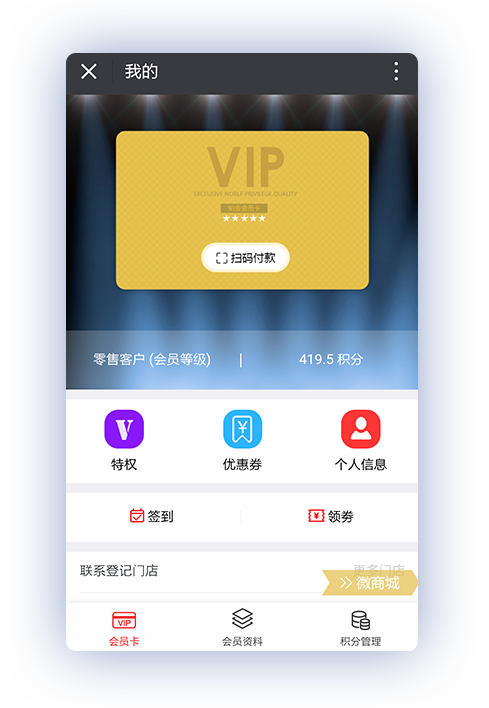 我的
VIP
EXCLUSIVE NOBLE PRIVILEGE QUALITY
扫码付款
零售客户 (会员等级) | 419.5 积分
特权 优惠券 个人信息
签到 领券
联系登记门店 更多门店
微商城
VIP
会员卡 会员资料 积分管理